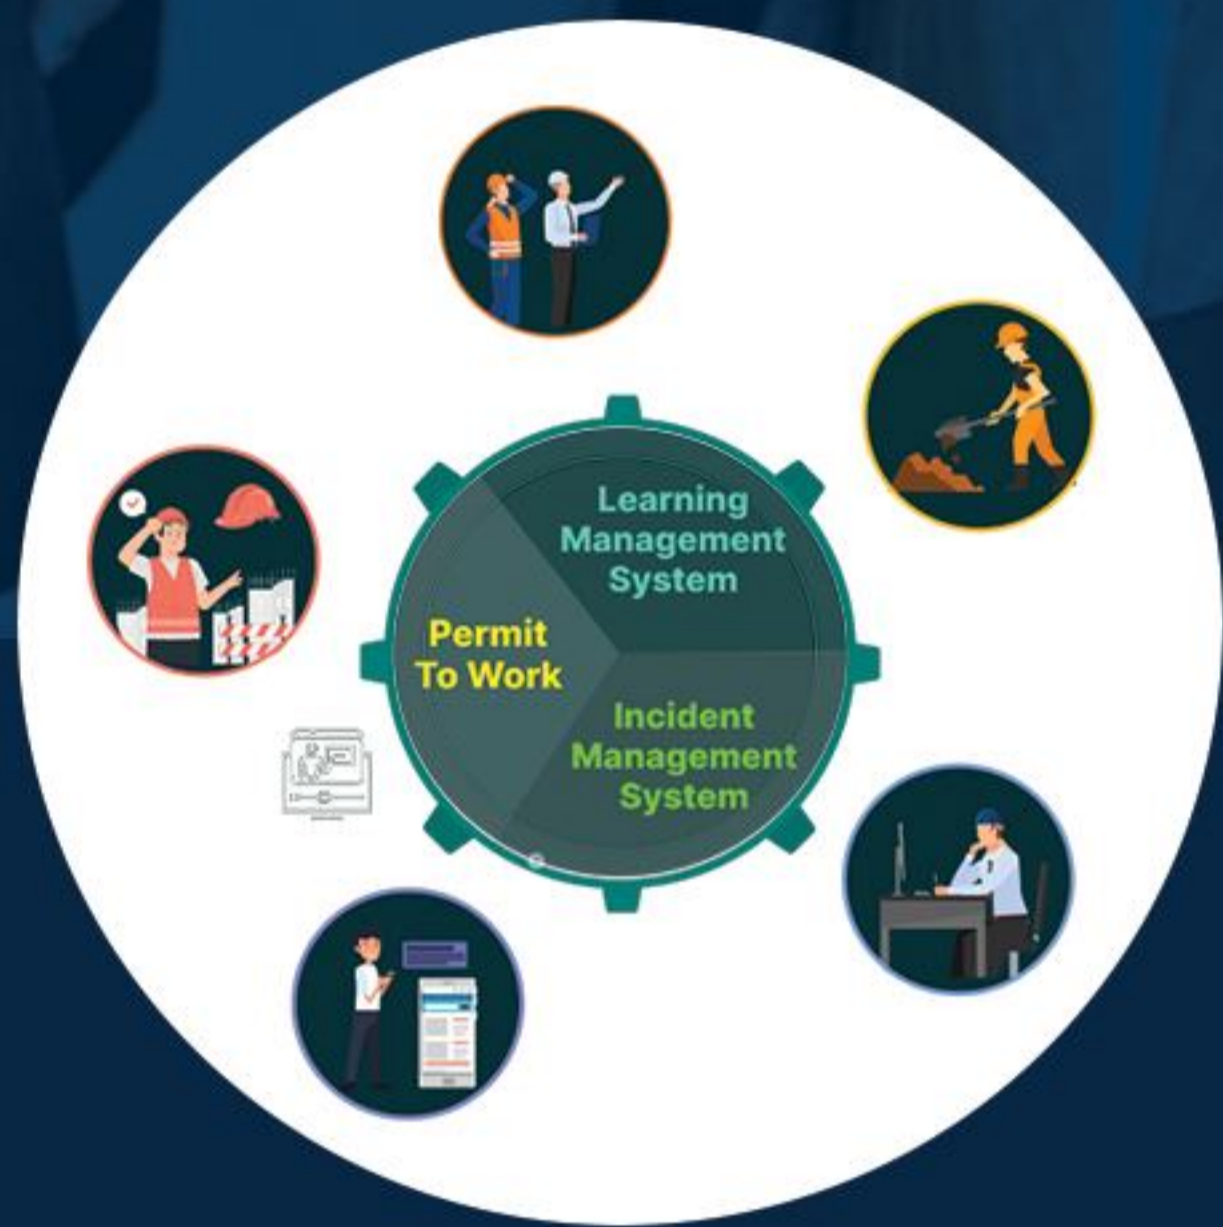 Learning
Management
System
Permit
To Work
Incident
Management
System